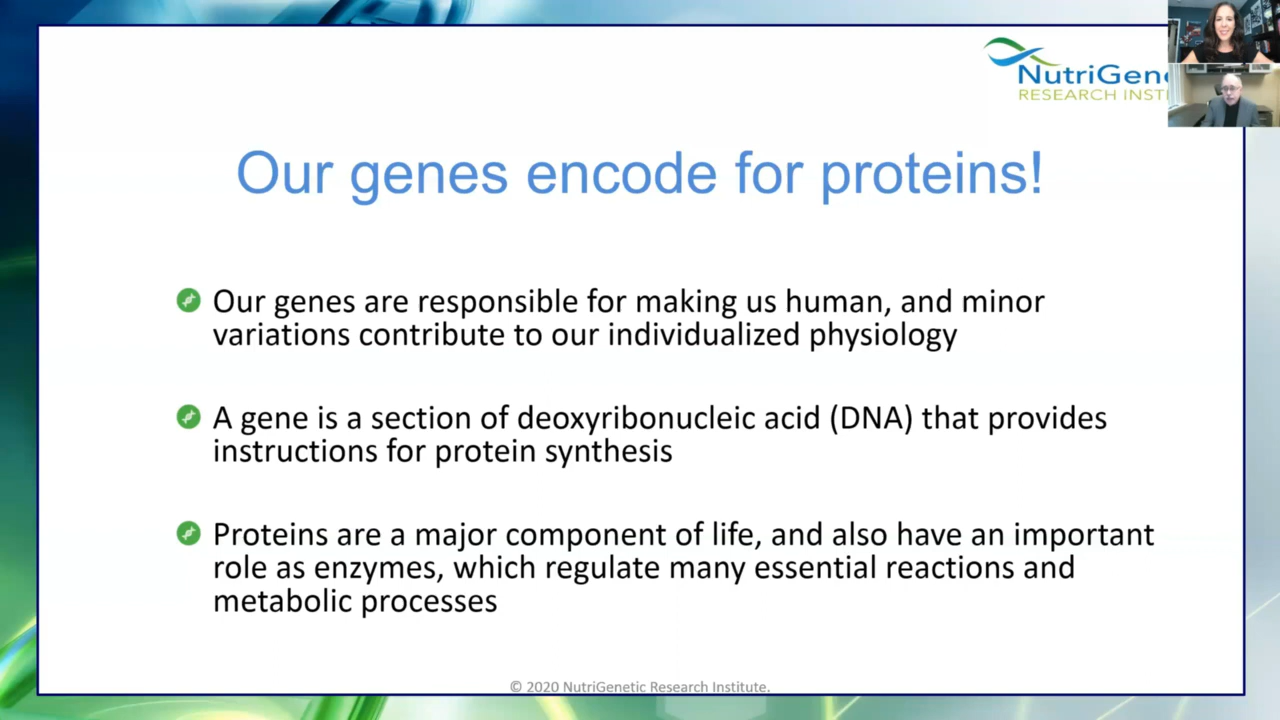 NutriGene
RESEARCH INSTI
Our genes encode for proteins!
Our genes are responsible for making us human, and minor
variations contribute to our individualized physiology
A gene is a section of deoxyribonucleic acid (DNA) that provides
instructions for protein synthesis
Proteins are a major component of life, and also have an important
role as enzymes, which regulate many essential reactions and
metabolic processes
© 2020 NutriGenetic Research Institute.